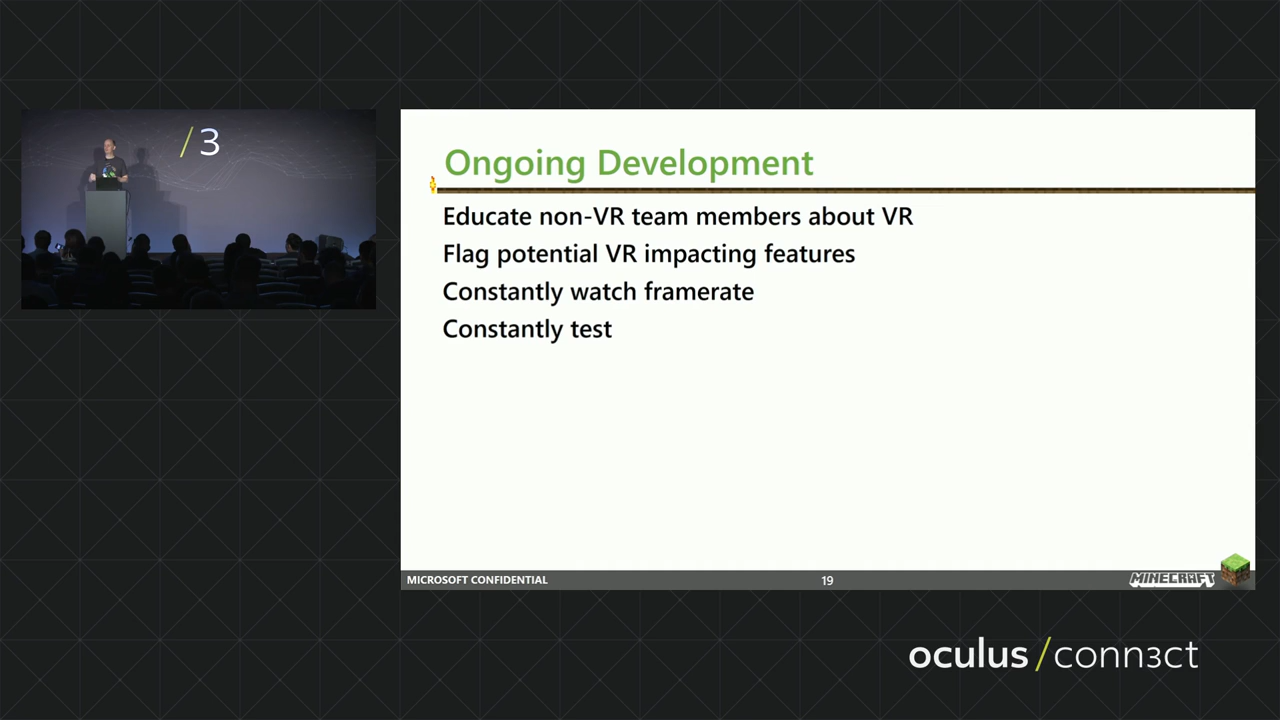 /3
Ongoing Development
Educate non-VR team members about VR
Flag potential VR impacting features
Constantly watch framerate
Constantly test
MICROSOFT CONFIDENTIAL
19
MINECRAFT
oculus/conn3ct